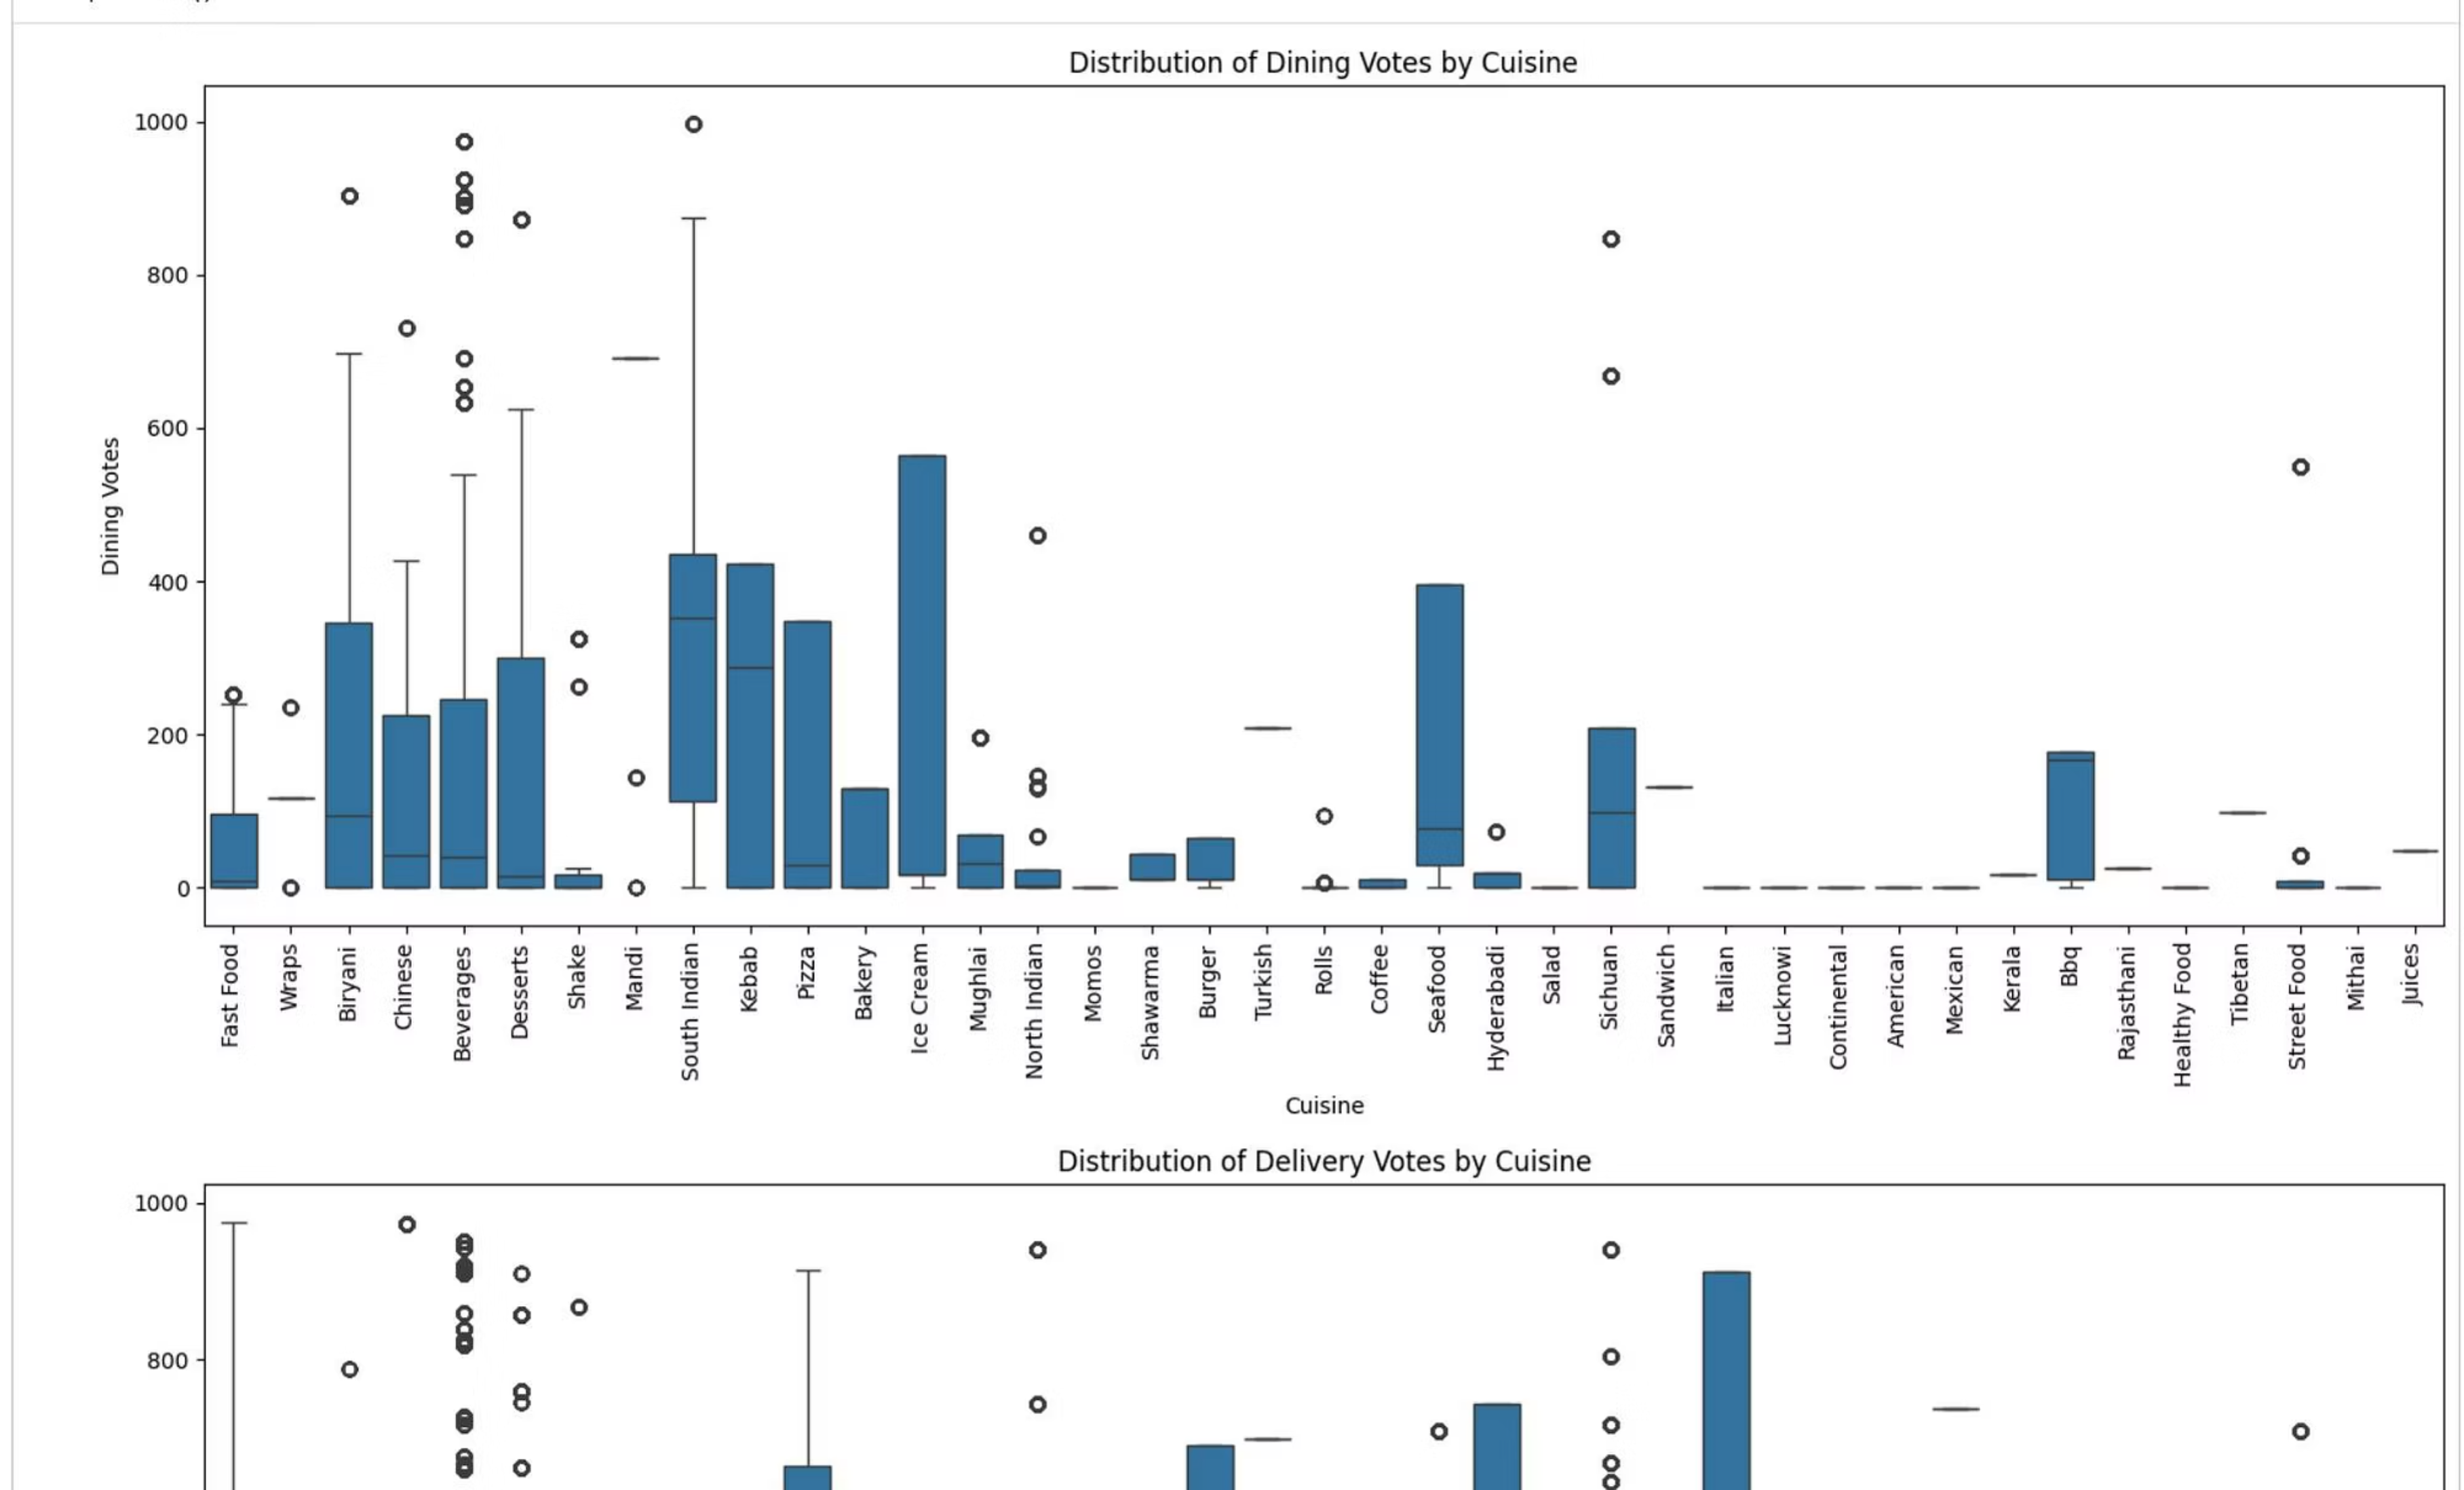 Distribution of Dining Votes by Cuisine
1000
800
600
400
200
0
Dining Votes
Fast Food
Wraps
Biryani
Chinese
Beverages
Desserts
Shake
Mandi
South Indian
Kebab
Pizza
Bakery
Ice Cream
Mughlai
North Indian
Momos
Shawarma
Burger
Turkish
Rolls
Coffee
Seafood
Hyderabadi
Salad
Sichuan
Sandwich
Italian
Lucknowi
Continental
American
Mexican
Kerala
Bbq
Rajasthani
Healthy Food
Tibetan
Street Food
Mithai
Juices
Cuisine
Distribution of Delivery Votes by Cuisine
1000
800